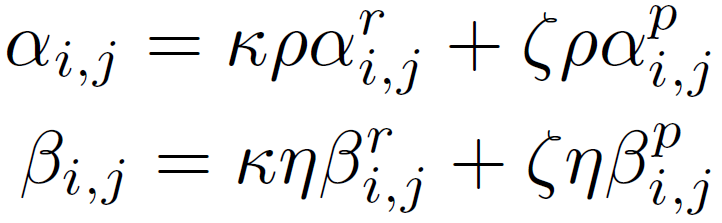 α_{i,j} = κρα^r_{i,j} + ζρα^p_{i,j}
β_{i,j} = κηβ^r_{i,j} + ζηβ^p_{i,j}